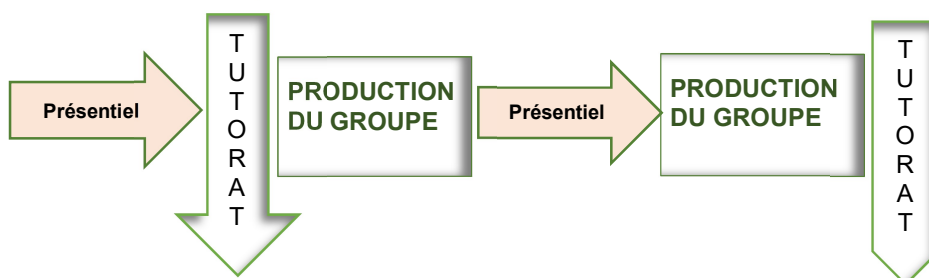 Présentiel
TUTORAT
PRODUCTION
DU GROUPE
Présentiel
PRODUCTION
DU GROUPE
TUTORAT